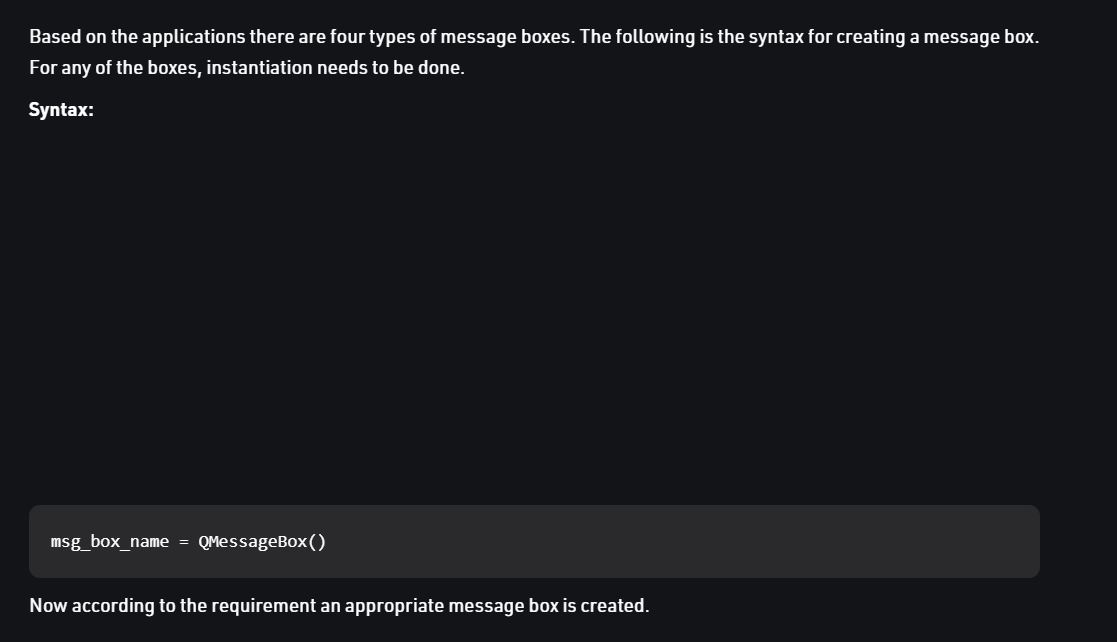 Based on the applications there are four types of message boxes. The following is the syntax for creating a message box.
For any of the boxes, instantiation needs to be done.
Syntax:
msg_box_name = QMessageBox()
Now according to the requirement an appropriate message box is created.